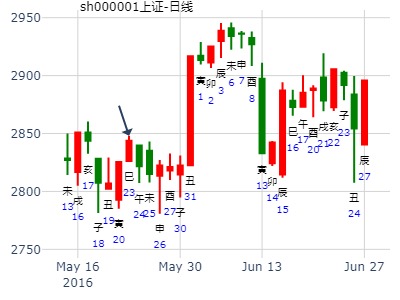 sh000001上证-日线
2950
2900
2850
2800
2750
未
13
戌
16
亥
17
子
18
丑
19
寅
20
巳
23
午
24
未
25
申
26
酉
27
子
30
丑
31
寅
1
卯
2
辰
3
未
6
申
7
酉
8
寅
13
卯
14
辰
15
巳
16
午
17
酉
20
戌
21
亥
22
子
23
丑
24
辰
27
May 16
2016
May 30
Jun 13
Jun 27